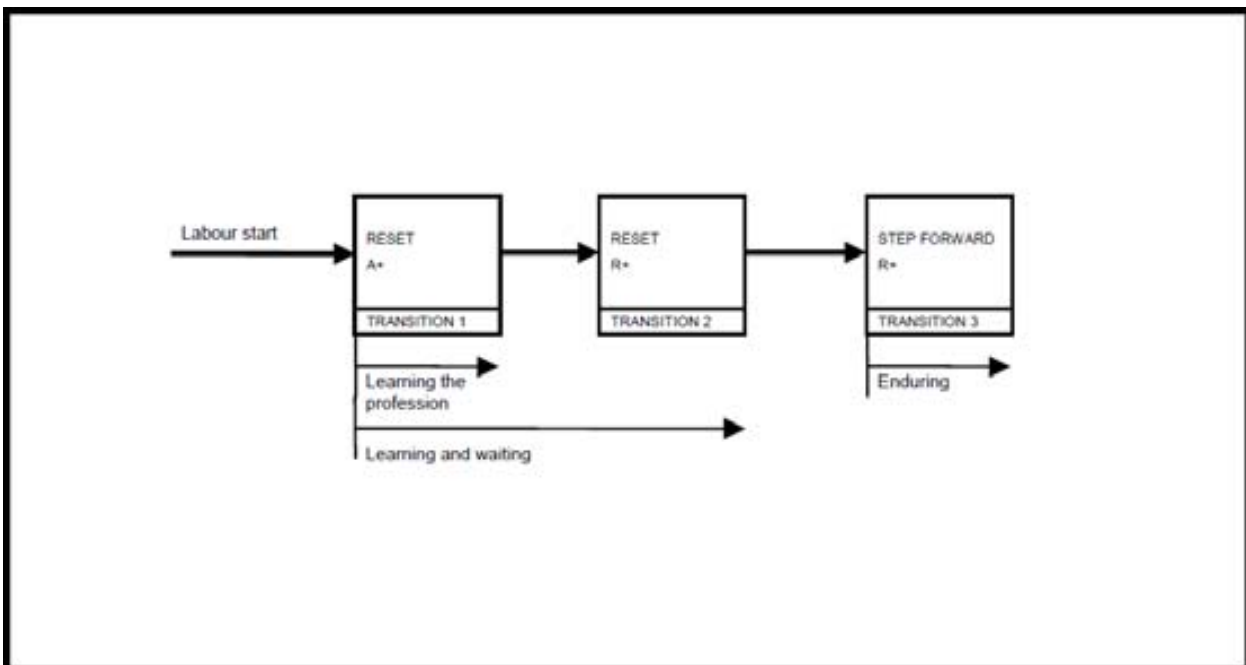 Labour start
RESET
A+
TRANSITION 1
RESET
R+
TRANSITION 2
STEP FORWARD
R+
TRANSITION 3
Learning the
profession
Learning and waiting
Enduring